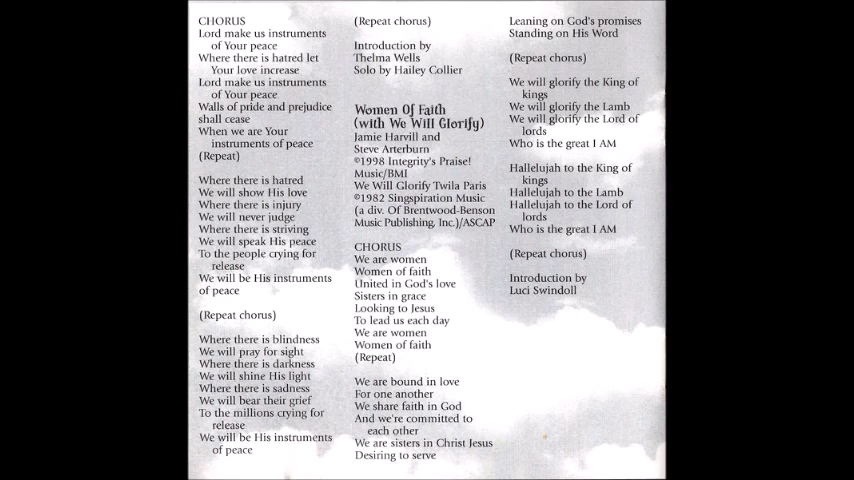 CHORUS
Lord make us instruments
of Your peace
Where there is hatred let
Your love increase
Lord make us instruments
of Your peace
Walls of pride and prejudice
shall cease
When we are Your
instruments of peace
(Repeat)
Where there is hatred
We will show His love
Where there is injury
We will never judge
Where there is striving
We will speak His peace
To the people crying for
release
We will be His instruments
of peace
(Repeat chorus)
Where there is blindness
We will pray for sight
Where there is darkness
We will shine His light
Where there is sadness
We will bear their grief
To the millions crying for
release
We will be His instruments
of peace
(Repeat chorus)
Introduction by
Thelma Wells
Solo by Hailey Collier
Women Of Faith
(with We Will Glorify)
Jamie Harvill and
Steve Arterburn
©1998 Integrity's Praise!
Music/BMI
We Will Glorify Twila Paris
©1982 Singspiration Music
(a div. Of Brentwood-Benson
Music Publishing, Inc.)/ASCAP
CHORUS
We are women
Women of faith
United in God's love
Sisters in grace
Looking to Jesus
To lead us each day
We are women
Women of faith
(Repeat)
We are bound in love
For one another
We share faith in God
And we're committed to
each other
We are sisters in Christ Jesus
Desiring to serve
Leaning on God's promises
Standing on His Word
(Repeat chorus)
We will glorify the King of
kings
We will glorify the Lamb
We will glorify the Lord of
lords
Who is the great I AM
Hallelujah to the King of
kings
Hallelujah to the Lamb
Hallelujah to the Lord of
lords
Who is the great I AM
(Repeat chorus)
Introduction by
Luci Swindoll